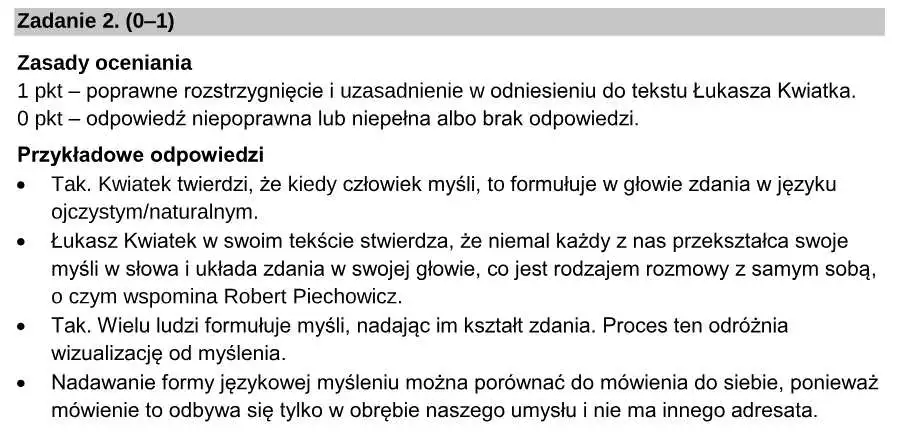 Zadanie 2. (0–1)
Zasady oceniania
1 pkt – poprawne rozstrzygnięcie i uzasadnienie w odniesieniu do tekstu Łukasza Kwiatka.
0 pkt – odpowiedź niepoprawna lub niepełna albo brak odpowiedzi.
Przykładowe odpowiedzi
• Tak. Kwiatek twierdzi, że kiedy człowiek myśli, to formułuje w głowie zdania w języku
ojczystym/naturalnym.
• Łukasz Kwiatek w swoim tekście stwierdza, że niemal każdy z nas przekształca swoje
myśli w słowa i układa zdania w swojej głowie, co jest rodzajem rozmowy z samym sobą,
o czym wspomina Robert Piechowicz.
• Tak. Wielu ludzi formułuje myśli, nadając im kształt zdania. Proces ten odróżnia
wizualizację od myślenia.
• Nadawanie formy językowej myśleniu można porównać do mówienia do siebie, ponieważ
mówienie to odbywa się tylko w obrębie naszego umysłu i nie ma innego adresata.